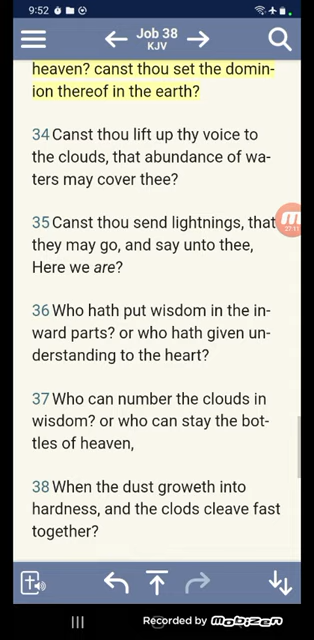 9:52
Job 38
KJV
heaven? canst thou set the domin-
ion thereof in the earth?
34 Canst thou lift up thy voice to
the clouds, that abundance of wa-
ters may cover thee?
35 Canst thou send lightnings, that
they may go, and say unto thee,
Here we are?
27:11
36 Who hath put wisdom in the in-
ward parts? or who hath given un-
derstanding to the heart?
37 Who can number the clouds in
wisdom? or who can stay the bot-
tles of heaven,
38 When the dust groweth into
hardness, and the clods cleave fast
together?
Recorded by mobizen